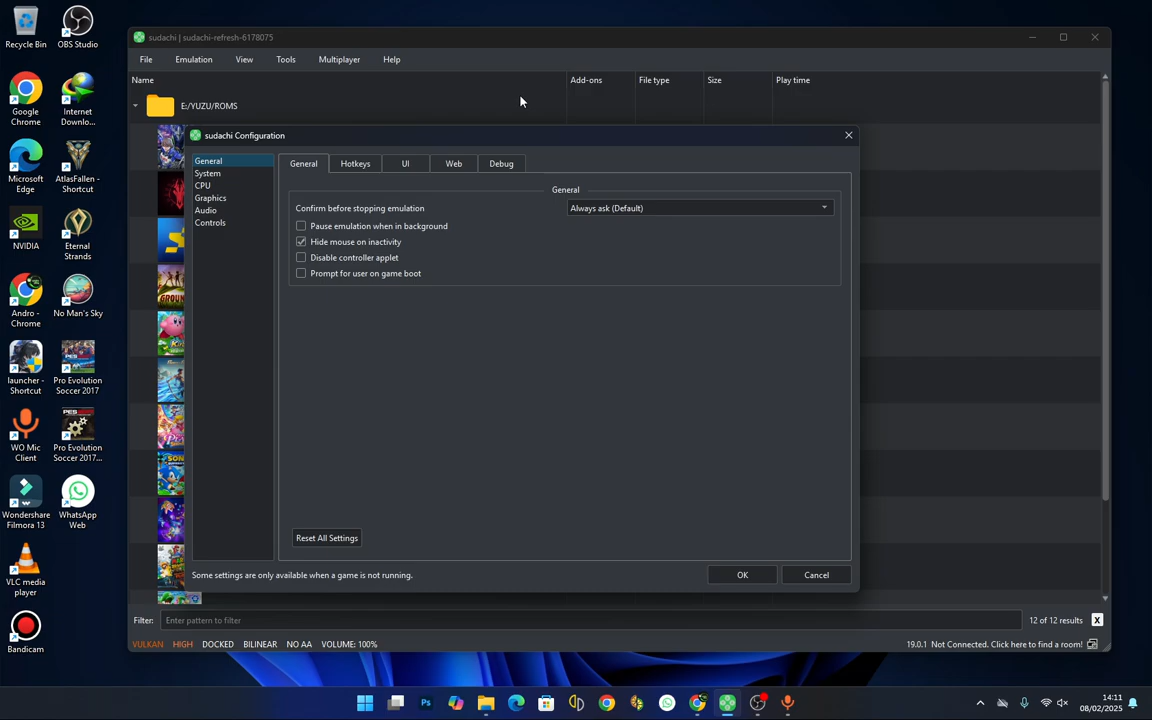 Recycle Bin
OBS Studio
Google
Chrome
Internet
Downlo...
Microsoft
Edge
AtlasFallen -
Shortcut
NVIDIA
Eternal
Strands
Andro -
Chrome
No Man's Sky
launcher -
Shortcut
Pro Evolution
Soccer 2017
WO Mic
Client
Pro Evolution
Soccer 2017...
Wondershare
Filmora 13
WhatsApp
Web
VLC media
player
Bandicam
sudachi | sudachi-refresh-6178075
File Emulation View Tools Multiplayer Help
Name Add-ons File type Size Play time
E:/YUZU/ROMS
sudachi Configuration
General
System
CPU
Graphics
Audio
Controls
General Hotkeys UI Web Debug
General
Confirm before stopping emulation Always ask (Default)
Pause emulation when in background
Hide mouse on inactivity
Disable controller applet
Prompt for user on game boot
Reset All Settings
Some settings are only available when a game is not running. OK Cancel
Filter: Enter pattern to filter 12 of 12 results X
VULKAN HIGH DOCKED BILINEAR NO AA VOLUME: 100% 19.0.1 Not Connected. Click here to find a room!
Ps
14:11
08/02/2025